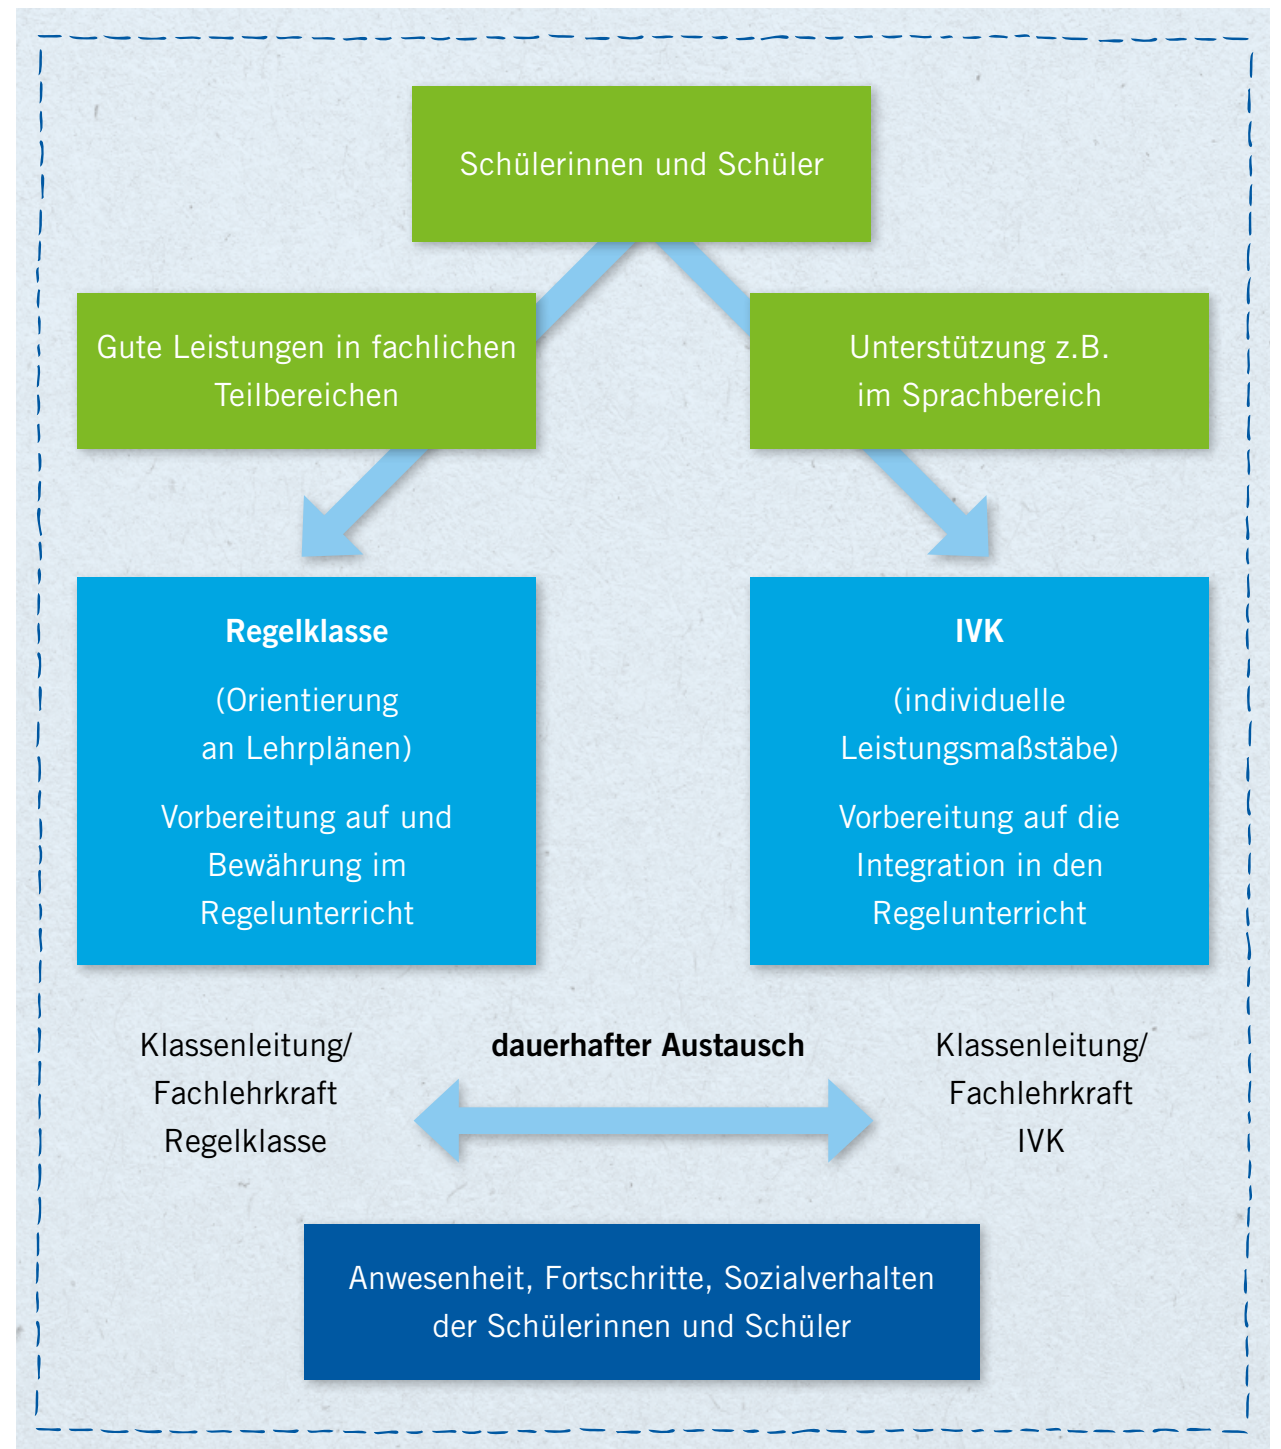 Schülerinnen und Schüler
Gute Leistungen in fachlichen
Teilbereichen
Unterstützung z.B.
im Sprachbereich
Regelklasse
(Orientierung
an Lehrplänen)
Vorbereitung auf und
Bewährung im
Regelunterricht
IVK
(individuelle
Leistungsmaßstäbe)
Vorbereitung auf die
Integration in den
Regelunterricht
Klassenleitung/
Fachlehrkraft
Regelklasse
dauerhafter Austausch
Klassenleitung/
Fachlehrkraft
IVK
Anwesenheit, Fortschritte, Sozialverhalten
der Schülerinnen und Schüler